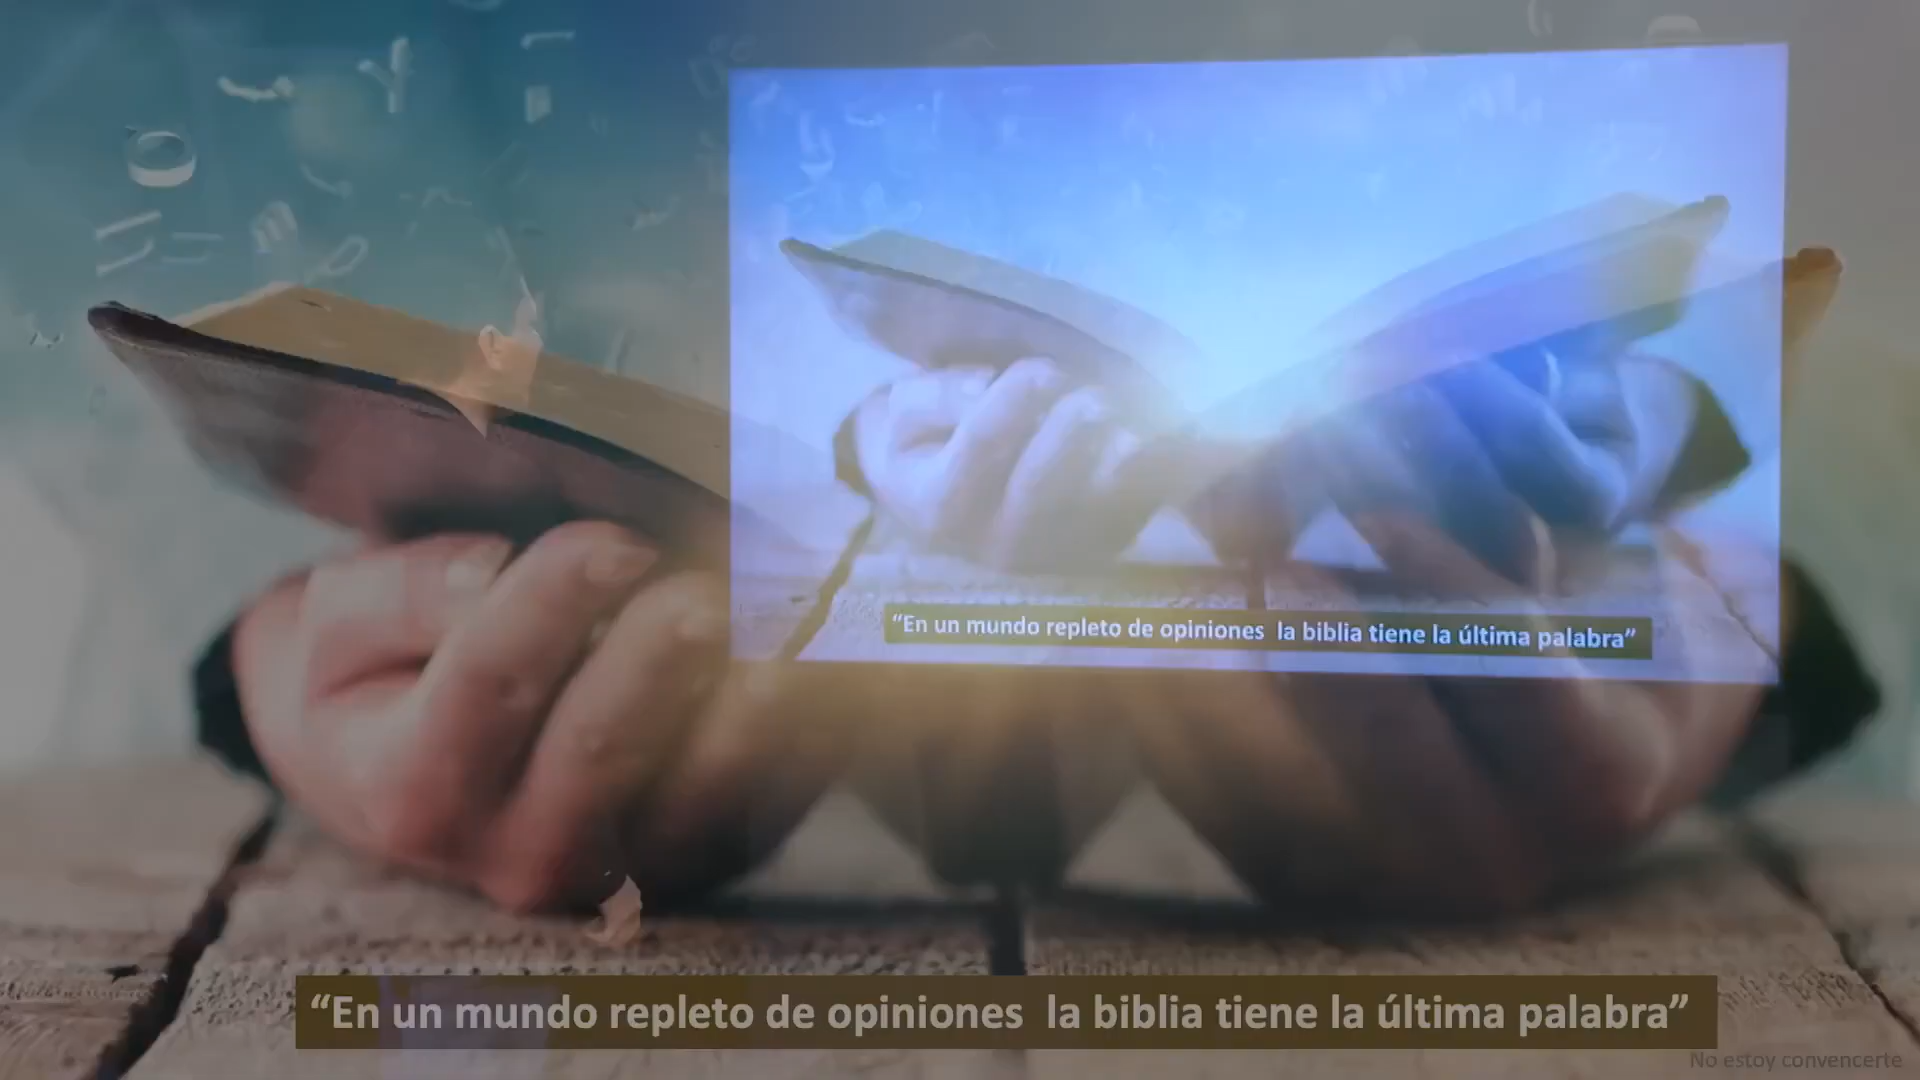 “En un mundo repleto de opiniones la biblia tiene la última palabra”
“En un mundo repleto de opiniones la biblia tiene la última palabra”
No estoy convencerte